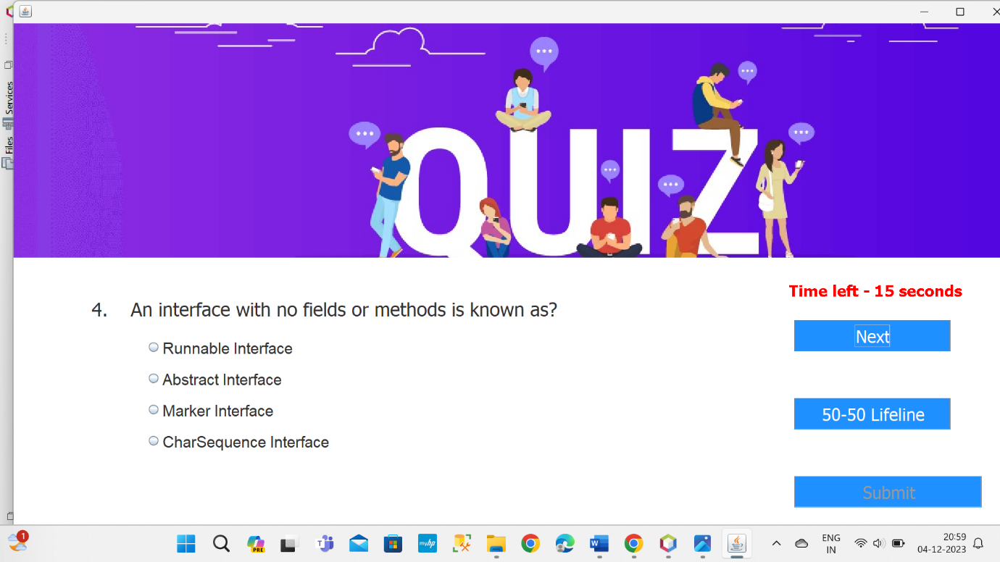 Services
Files
QUIZ
Time left - 15 seconds
4. An interface with no fields or methods is known as?
Next
Runnable Interface
Abstract Interface
Marker Interface
CharSequence Interface
50-50 Lifeline
Submit
1
PRE
T
myhp
W
ENG
IN
20:59
04-12-2023